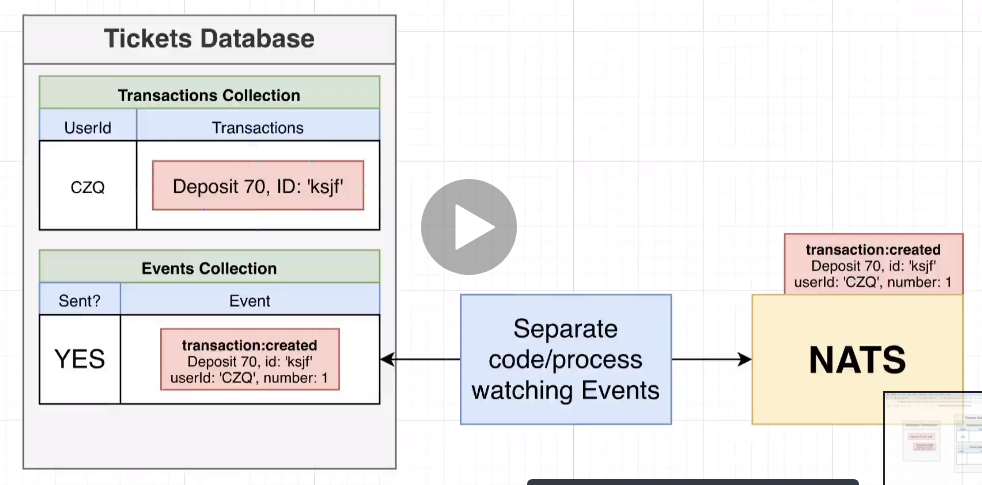 Tickets Database
Transactions Collection
UserId Transactions
CZQ Deposit 70, ID: 'ksjf'
Events Collection
Sent? Event
YES
transaction:created
Deposit 70, id: 'ksjf'
userId: 'CZQ', number: 1
Separate
code/process
watching Events
transaction:created
Deposit 70, id: 'ksjf'
userId: 'CZQ', number: 1
NATS